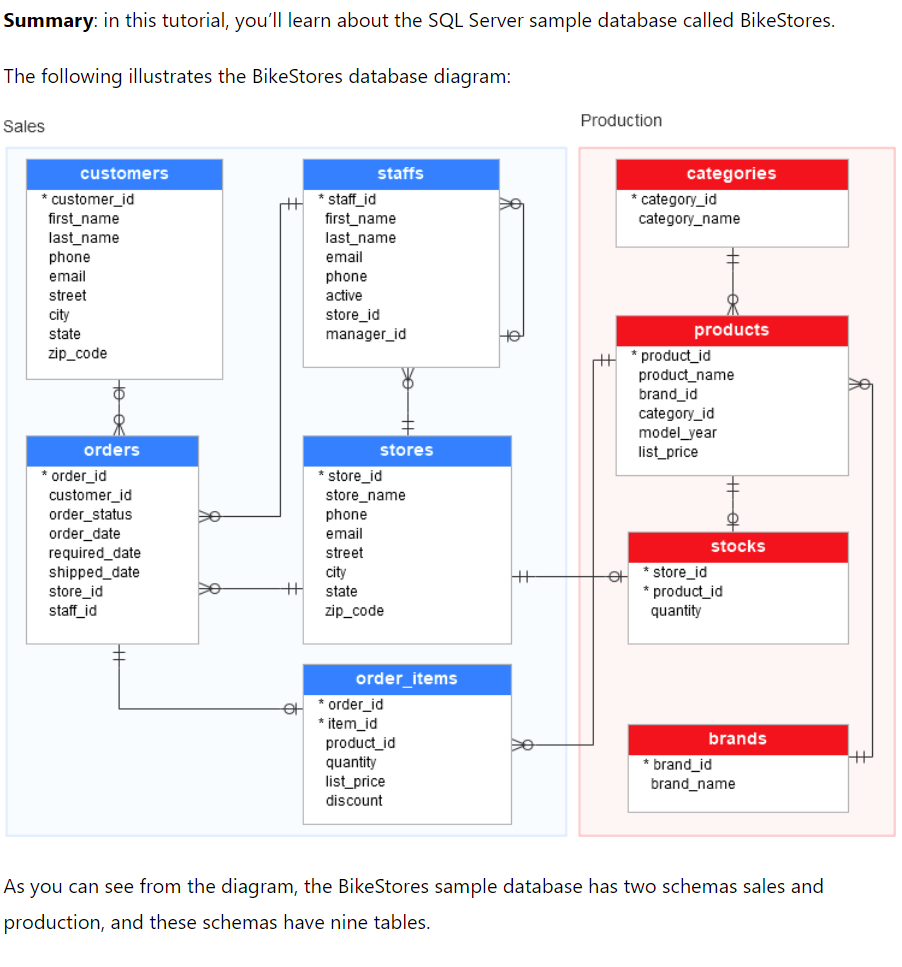 Summary: in this tutorial, you’ll learn about the SQL Server sample database called BikeStores.
The following illustrates the BikeStores database diagram:
Sales
customers
* customer_id
first_name
last_name
phone
email
street
city
state
zip_code
staffs
* staff_id
first_name
last_name
email
phone
active
store_id
manager_id
orders
* order_id
customer_id
order_status
order_date
required_date
shipped_date
store_id
staff_id
stores
* store_id
store_name
phone
email
street
city
state
zip_code
order_items
* order_id
* item_id
product_id
quantity
list_price
discount
Production
categories
* category_id
category_name
products
* product_id
product_name
brand_id
category_id
model_year
list_price
stocks
* store_id
* product_id
quantity
brands
* brand_id
brand_name
As you can see from the diagram, the BikeStores sample database has two schemas sales and
production, and these schemas have nine tables.